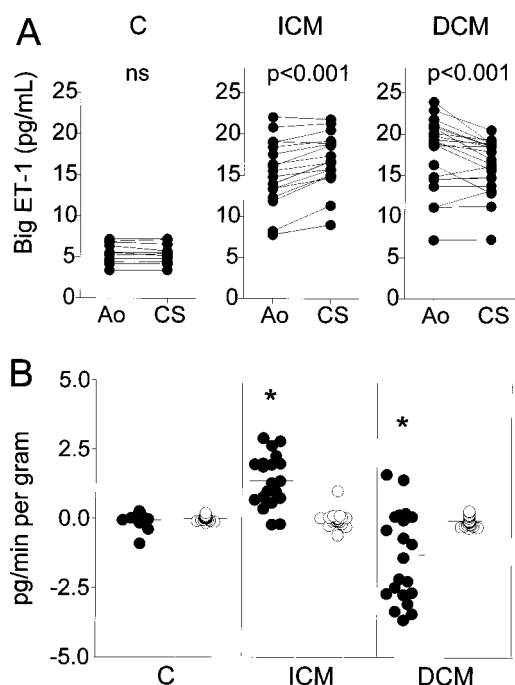 A
C ICM DCM
ns p<0.001 p<0.001
Big ET-1 (pg/mL)
25 25 25
20 20 20
15 15 15
10 10 10
5 5 5
0 0 0
Ao CS Ao CS Ao CS
B
pg/min per gram
5.0
* *
2.5
0.0
-2.5
-5.0
C ICM DCM